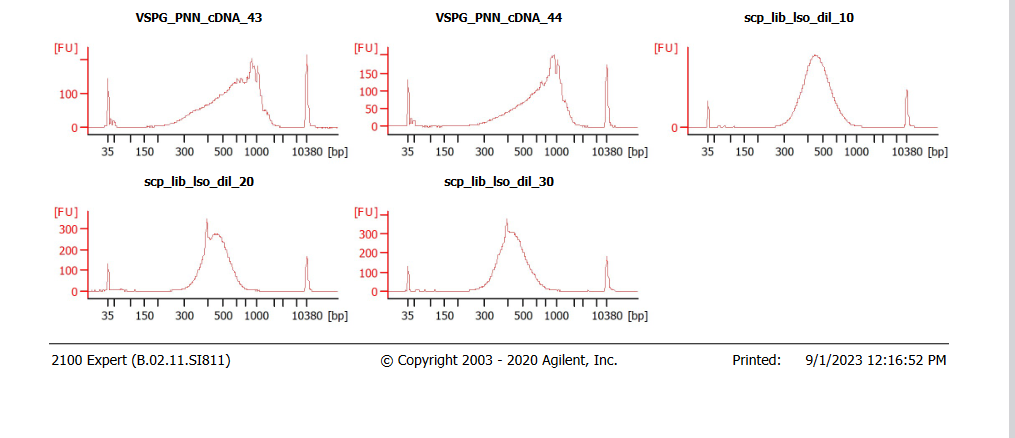 VSPG_PNN_cDNA_43 VSPG_PNN_cDNA_44 scp_lib_lso_dil_10
[FU] [FU] [FU]
150
100 100
50
0 0 0
35 150 300 500 1000 10380 [bp] 35 150 300 500 1000 10380 [bp] 35 150 300 500 1000 10380 [bp]
scp_lib_lso_dil_20 scp_lib_lso_dil_30
[FU] [FU]
300 300
200 200
100 100
0 0
35 150 300 500 1000 10380 [bp] 35 150 300 500 1000 10380 [bp]
2100 Expert (B.02.11.SI811) © Copyright 2003 - 2020 Agilent, Inc. Printed: 9/1/2023 12:16:52 PM